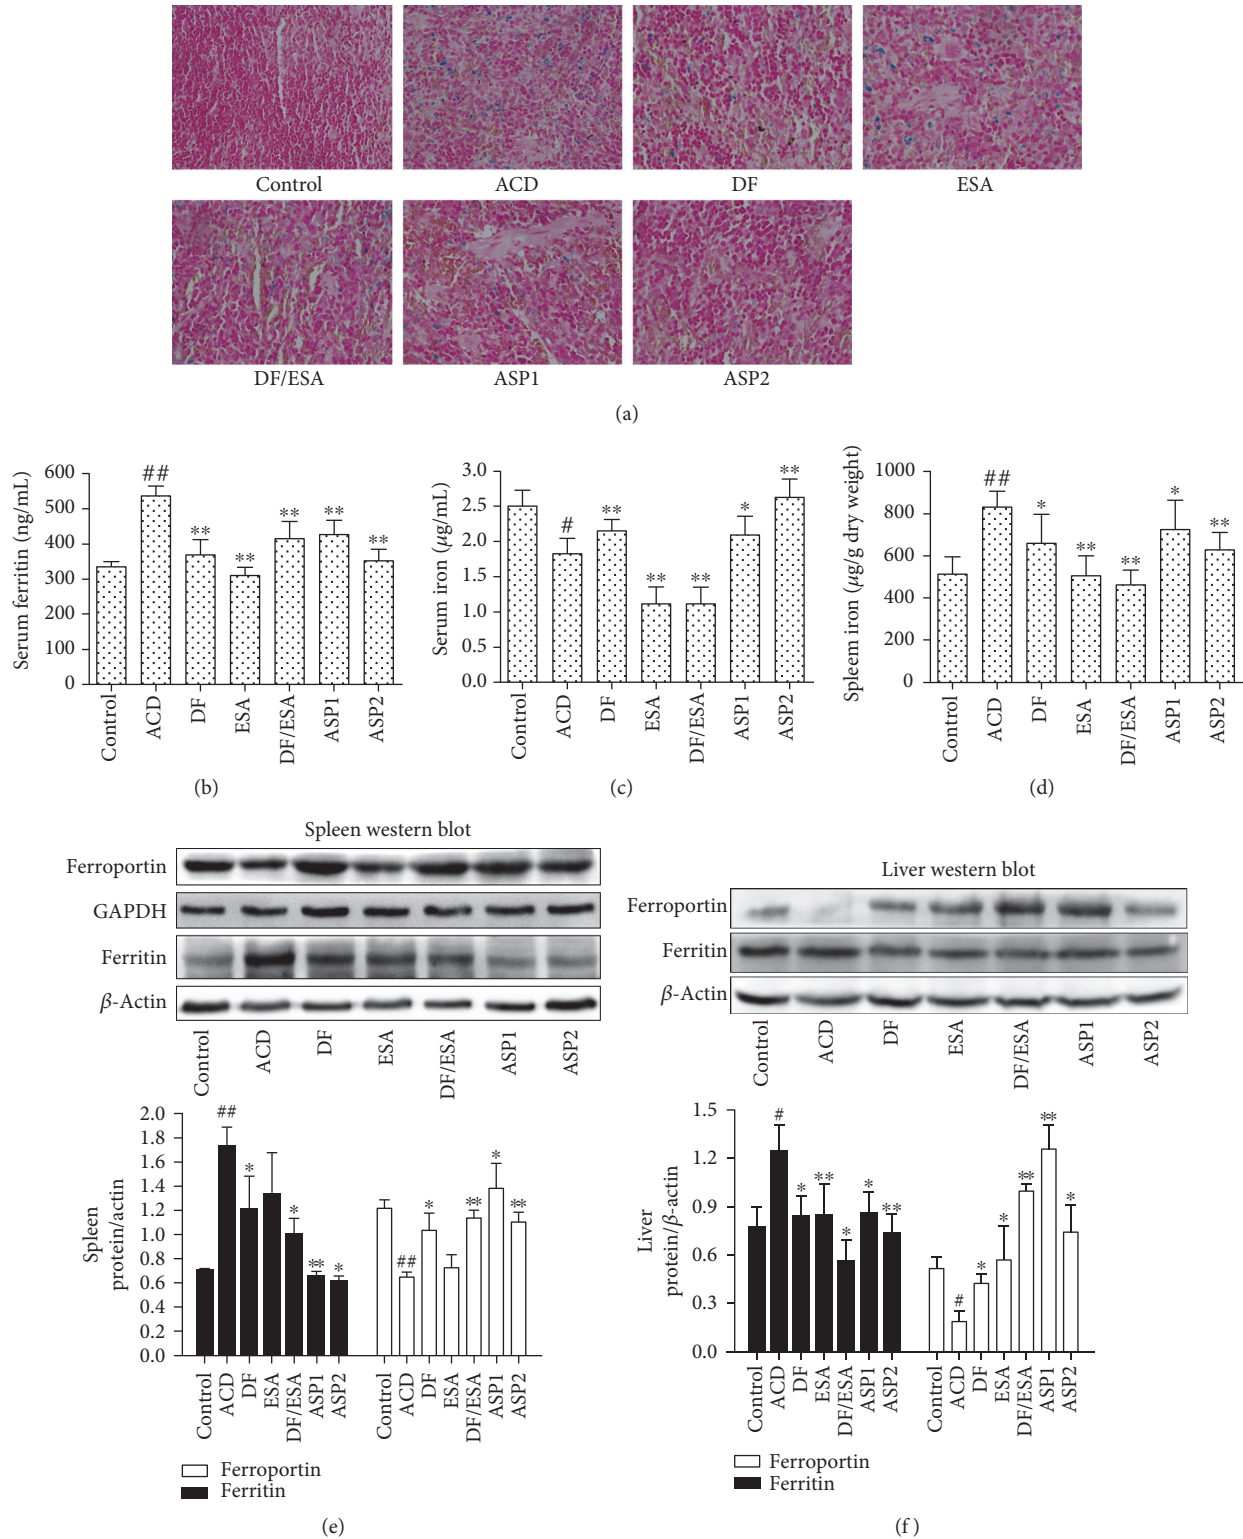 Control
ACD
DF
ESA
DF/ESA
ASP1
ASP2
(a)
Serum ferritin (ng/mL)
600
500
400
300
200
100
0
##
**
**
**
**
**
Control
ACD
DF
ESA
DF/ESA
ASP1
ASP2
(b)
Serum iron (μg/mL)
3.0
2.5
2.0
1.5
1.0
0.5
0.0
#
**
**
**
*
**
Control
ACD
DF
ESA
DF/ESA
ASP1
ASP2
(c)
Spleem iron (μg/g dry weight)
1000
800
600
400
200
0
##
*
**
**
*
**
Control
ACD
DF
ESA
DF/ESA
ASP1
ASP2
(d)
Spleen western blot
Ferroportin
GAPDH
Ferritin
β-Actin
Control
ACD
DF
ESA
DF/ESA
ASP1
ASP2
Spleen
protein/actin
2.0
1.8
1.6
1.4
1.2
1.0
0.8
0.6
0.4
0.2
0.0
##
*
*
**
*
##
*
**
*
**
Control
ACD
DF
ESA
DF/ESA
ASP1
ASP2
Control
ACD
DF
ESA
DF/ESA
ASP1
ASP2
Ferroportin
Ferritin
(e)
Liver western blot
Ferroportin
Ferritin
β-Actin
Control
ACD
DF
ESA
DF/ESA
ASP1
ASP2
Liver
protein/β-actin
1.5
1.2
0.9
0.6
0.3
0.0
#
*
**
*
*
**
#
*
*
**
**
*
Control
ACD
DF
ESA
DF/ESA
ASP1
ASP2
Control
ACD
DF
ESA
DF/ESA
ASP1
ASP2
Ferroportin
Ferritin
(f)